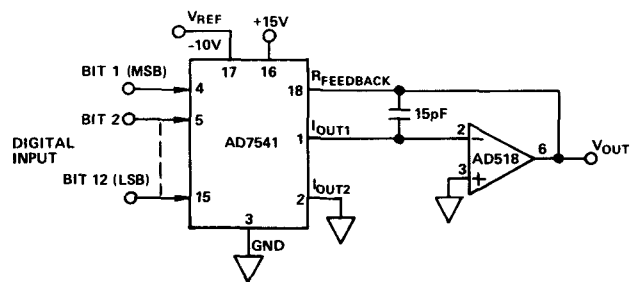 VREF
-10V
+15V
BIT 1 (MSB)
BIT 2
DIGITAL
INPUT
BIT 12 (LSB)
4
5
15
17
16
18
1
2
3
AD7541
RFEEDBACK
15pF
IOUT1
IOUT2
GND
2
3
6
-
+
AD518
VOUT